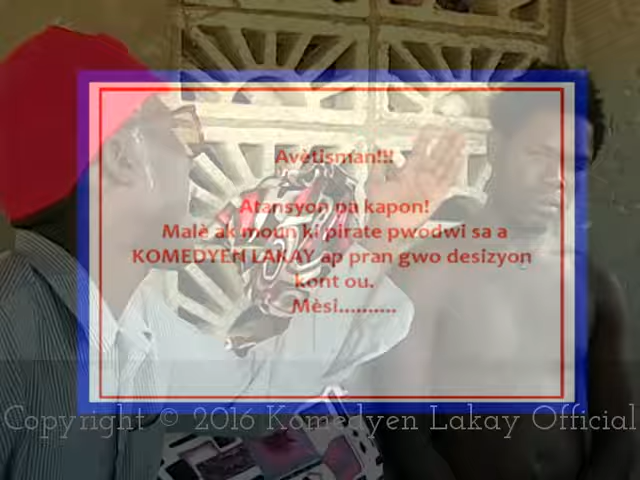 Avètisman!!!
Atansyon pa kapon!
Malè ak moun ki pirate pwodwi sa a
KOMEDYEN LAKAY ap pran gwo desizyon
kont ou.
Mèsi..........
Copyright © 2016 Komedyen Lakay Official